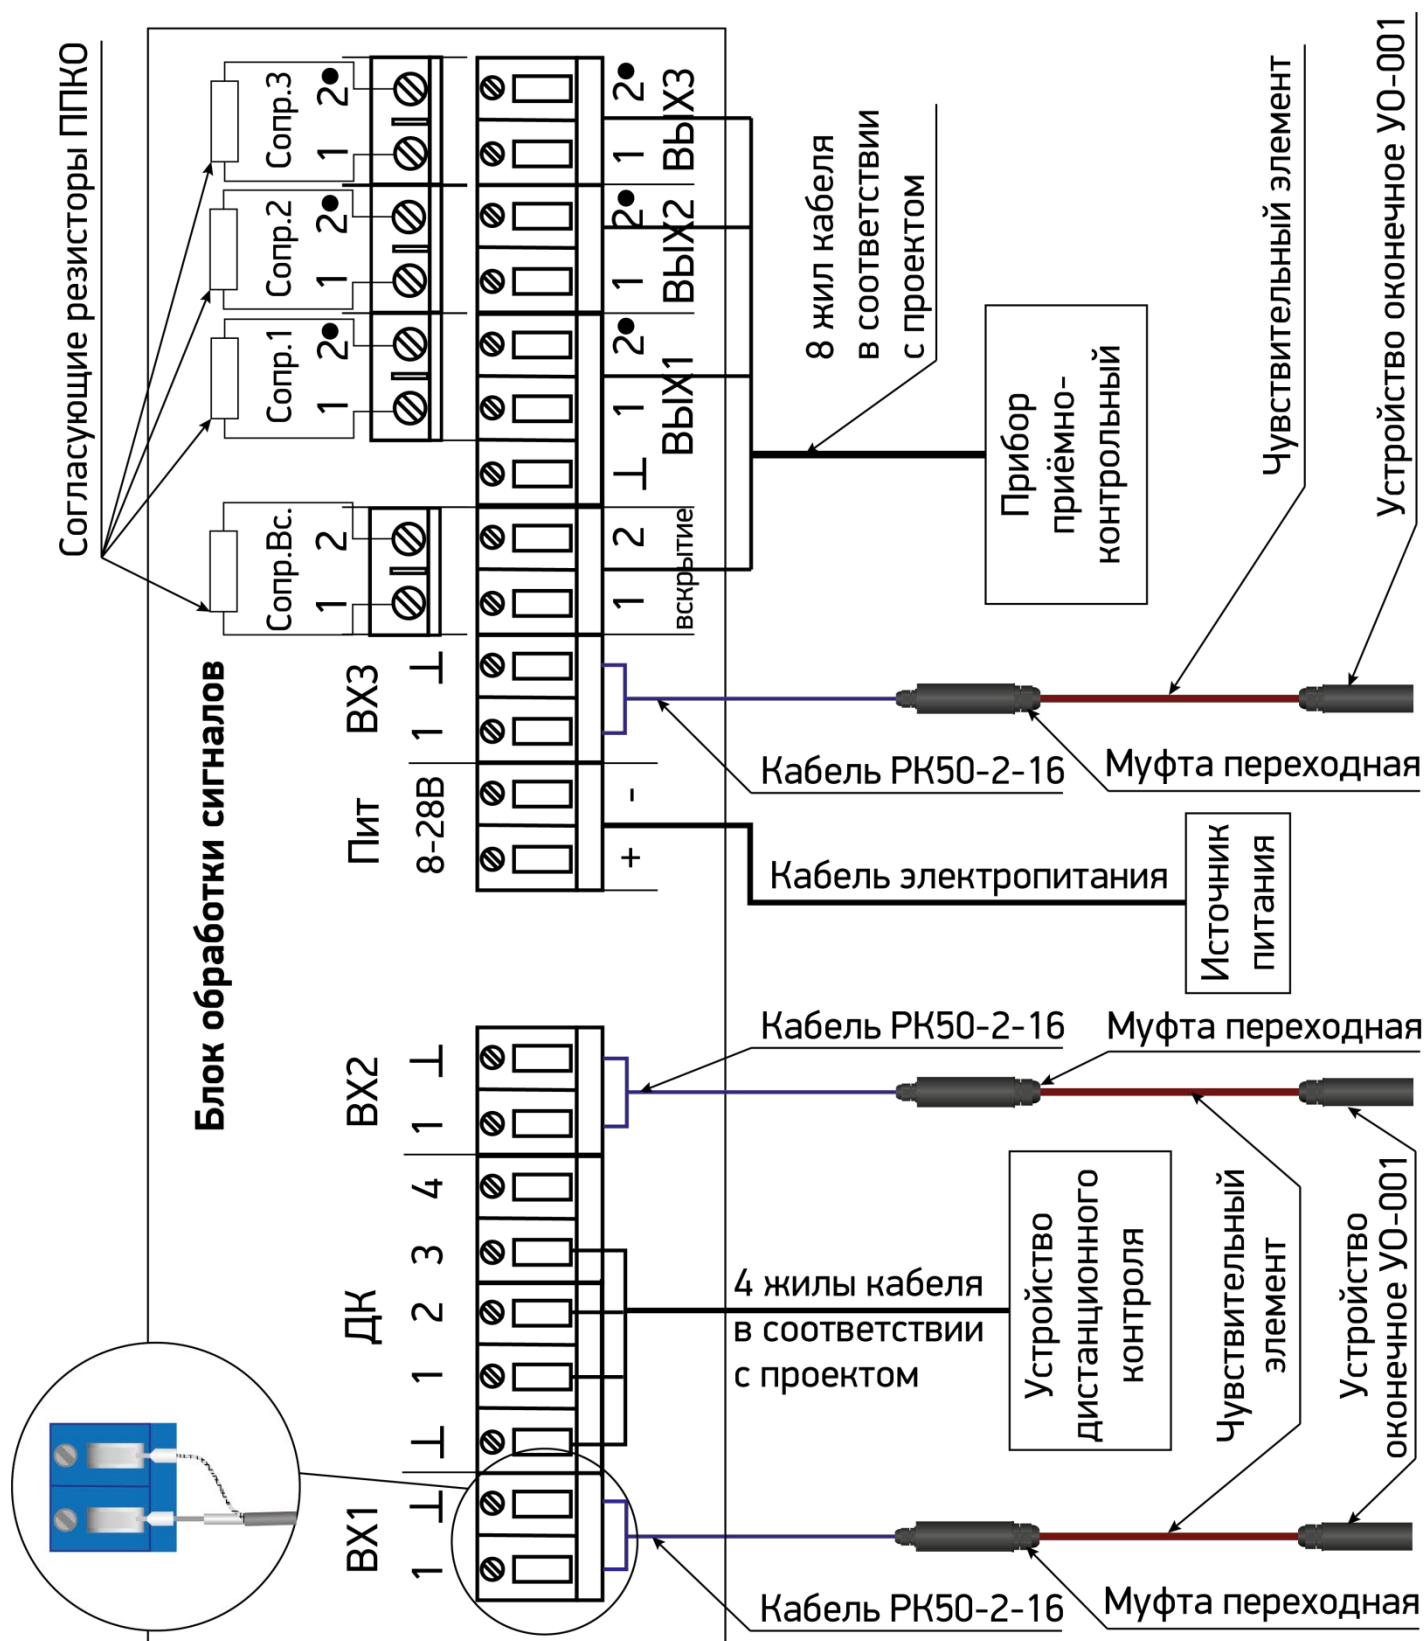 Согласующие резисторы ППКО
Сопр.3
1
2
Сопр.2
1
2
Сопр.1
1
2
Сопр.Вс.
1
2
1
2
ВЫХ3
1
2
ВЫХ2
⊥
1
2
ВЫХ1
1
2
вскрытие
8 жил кабеля
в соответствии
с проектом
Прибор
приёмно-
контрольный
Чувствительный элемент
Устройство оконечное УО-001
Блок обработки сигналов
ВХ3
1
⊥
Кабель РК50-2-16
Муфта переходная
Пит
8-28В
+
-
Кабель электропитания
Источник
питания
ВХ2
1
⊥
Кабель РК50-2-16
Муфта переходная
ДК
⊥
1
2
3
4
4 жилы кабеля
в соответствии
с проектом
Устройство
дистанционного
контроля
Чувствительный
элемент
Устройство
оконечное УО-001
ВХ1
1
⊥
Кабель РК50-2-16
Муфта переходная